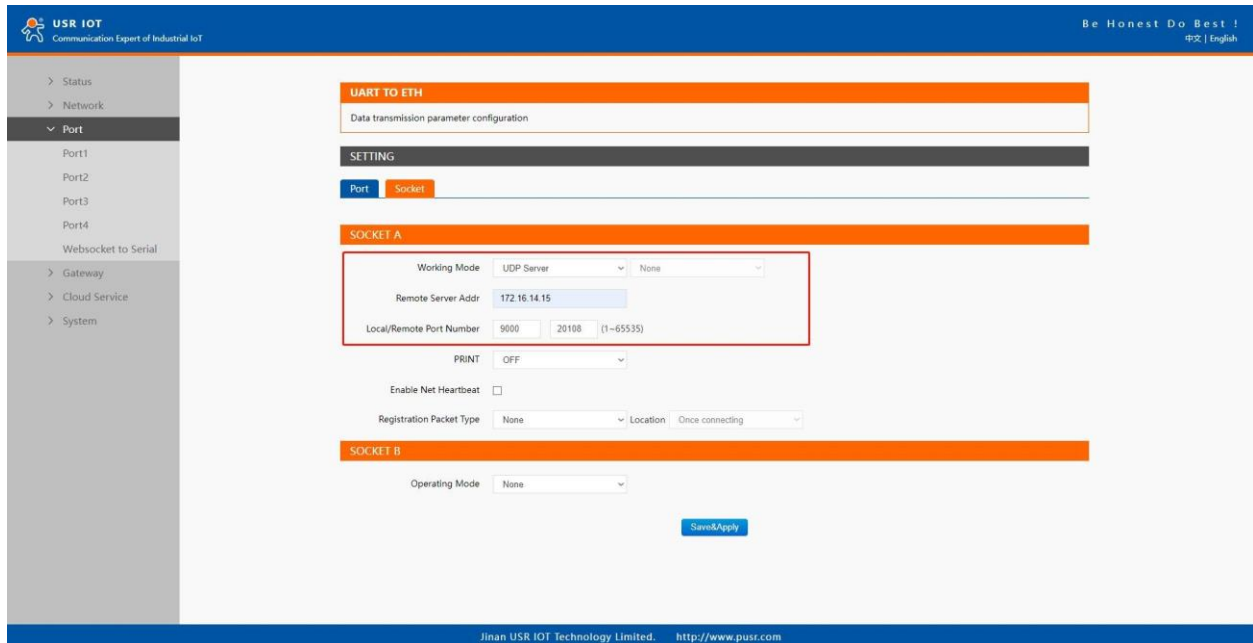 USR IOT
Communication Expert of Industrial IoT
Be Honest Do Best !
中文 | English
Status
Network
Port
Port1
Port2
Port3
Port4
Websocket to Serial
Gateway
Cloud Service
System
UART TO ETH
Data transmission parameter configuration
SETTING
Port Socket
SOCKET A
Working Mode UDP Server None
Remote Server Addr 172.16.14.15
Local/Remote Port Number 9000 20108 (1~65535)
PRINT OFF
Enable Net Heartbeat
Registration Packet Type None Location Once connecting
SOCKET B
Operating Mode None
Save&Apply
Jinan USR IOT Technology Limited. http://www.pusr.com